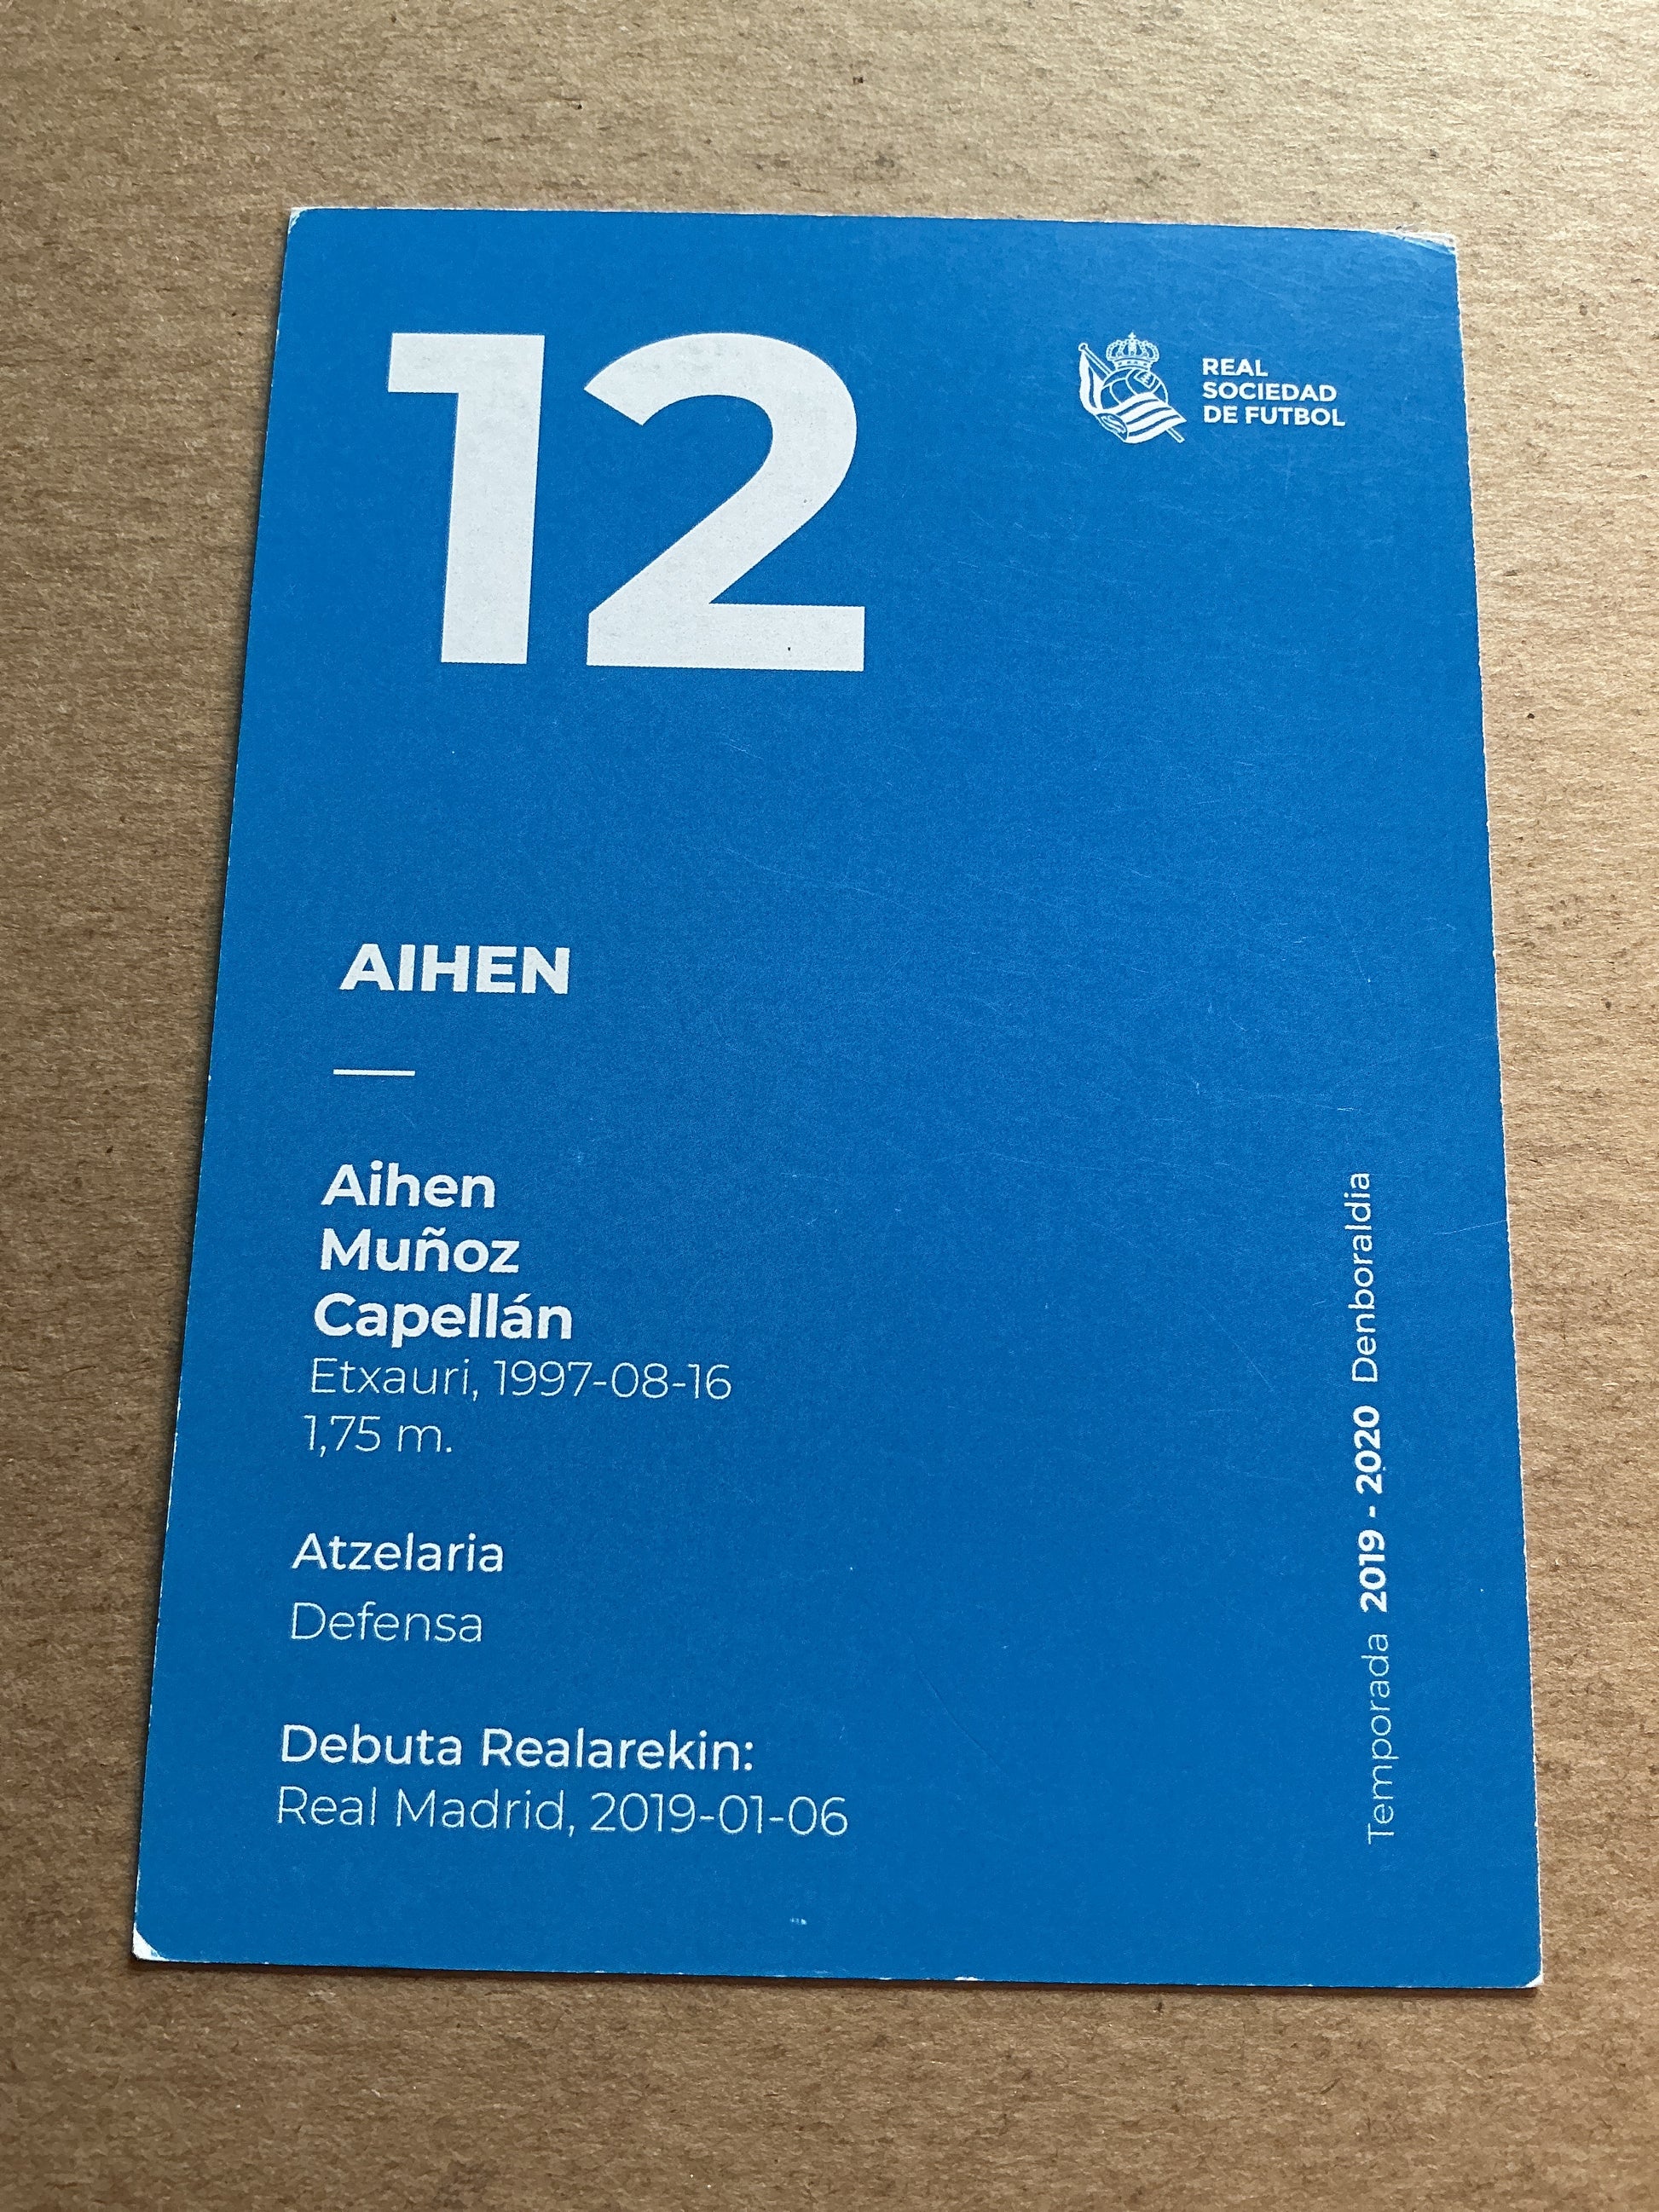 12
REAL
SOCIEDAD
DE FUTBOL
AIHEN
Aihen
Muñoz
Capellán
Etxauri, 1997-08-16
1,75 m.
Atzelaria
Defensa
Debuta Realarekin:
Real Madrid, 2019-01-06
Temporada 2019 - 2020 Denboraldia